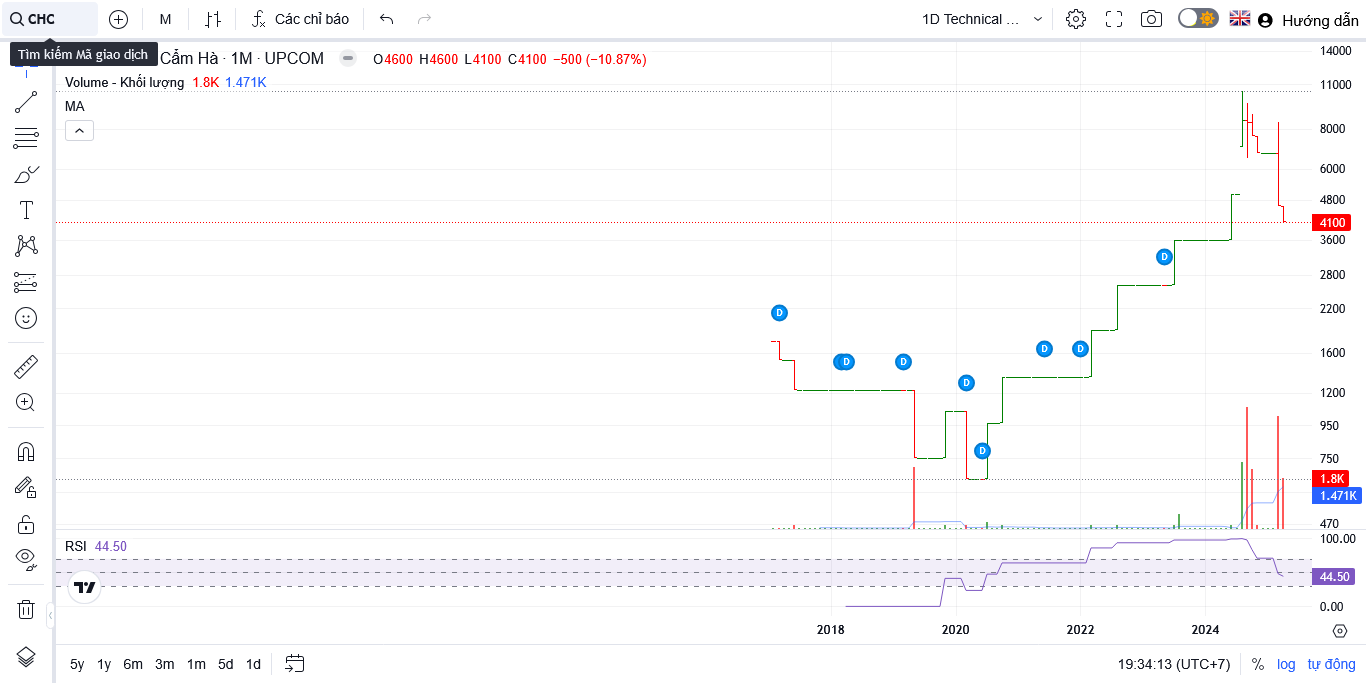 CHC
M
Các chỉ báo
1D Technical ...
Hướng dẫn
Tìm kiếm Mã giao dịch
Cẩm Hà · 1M · UPCOM
O4600 H4600 L4100 C4100 −500 (−10.87%)
Volume - Khối lượng 1.8K 1.471K
MA
14000
11000
8000
6000
4800
4100
3600
2800
2200
1600
1200
950
750
1.8K
1.471K
470
D
D
D
D
D
D
D
D
RSI 44.50
100.00
44.50
0.00
2018
2020
2022
2024
5y 1y 6m 3m 1m 5d 1d
19:34:13 (UTC+7)
% log tự động